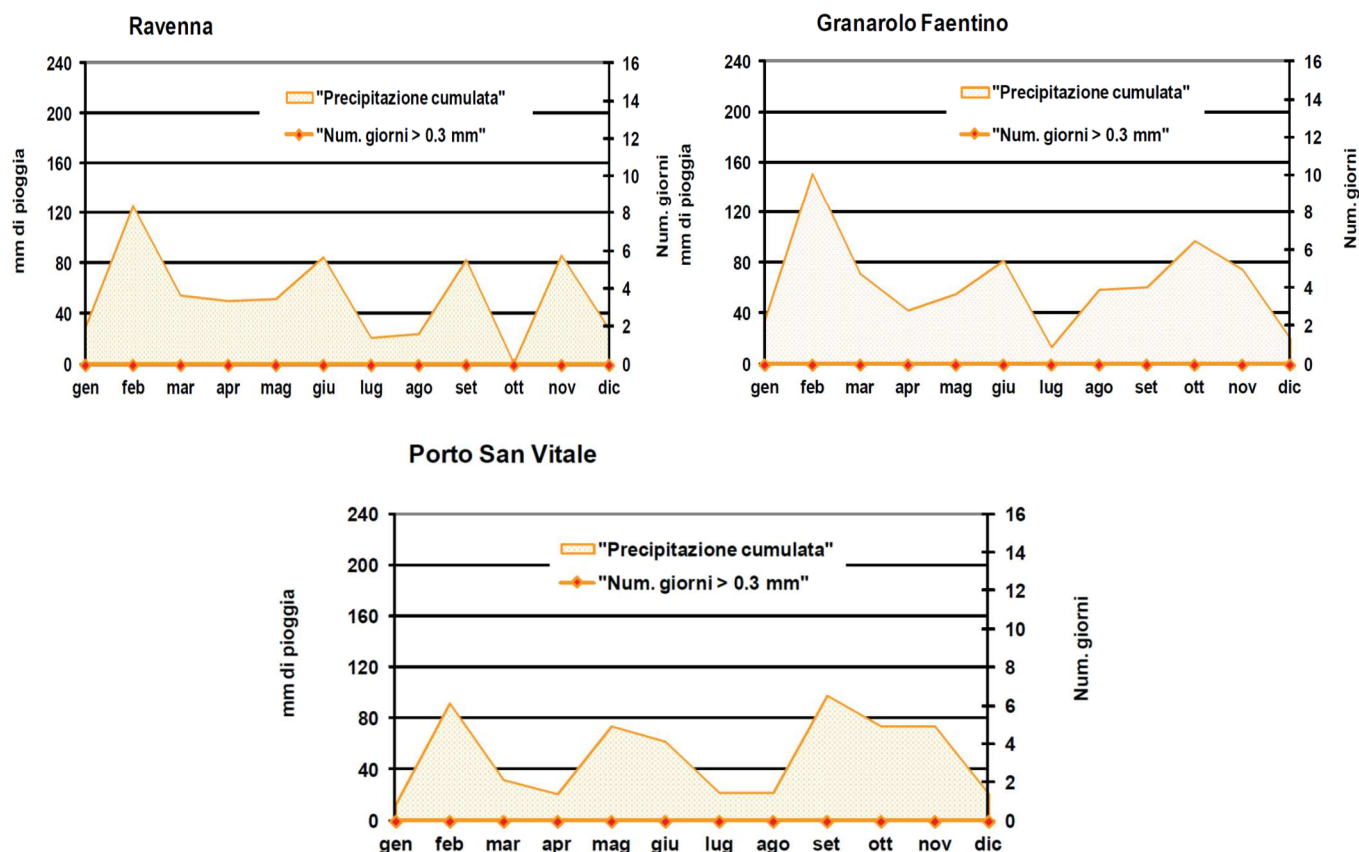 Ravenna
mm di pioggia
240
200
160
120
80
40
0
"Precipitazione cumulata"
"Num. giorni > 0.3 mm"
16
14
12
10
8
6
4
2
0
Num. giorni
gen feb mar apr mag giu lug ago set ott nov dic
Granarolo Faentino
mm di pioggia
240
200
160
120
80
40
0
"Precipitazione cumulata"
"Num. giorni > 0.3 mm"
16
14
12
10
8
6
4
2
0
Num. giorni
gen feb mar apr mag giu lug ago set ott nov dic
Porto San Vitale
mm di pioggia
240
200
160
120
80
40
0
"Precipitazione cumulata"
"Num. giorni > 0.3 mm"
16
14
12
10
8
6
4
2
0
Num. giorni
gen feb mar apr mag giu lug ago set ott nov dic